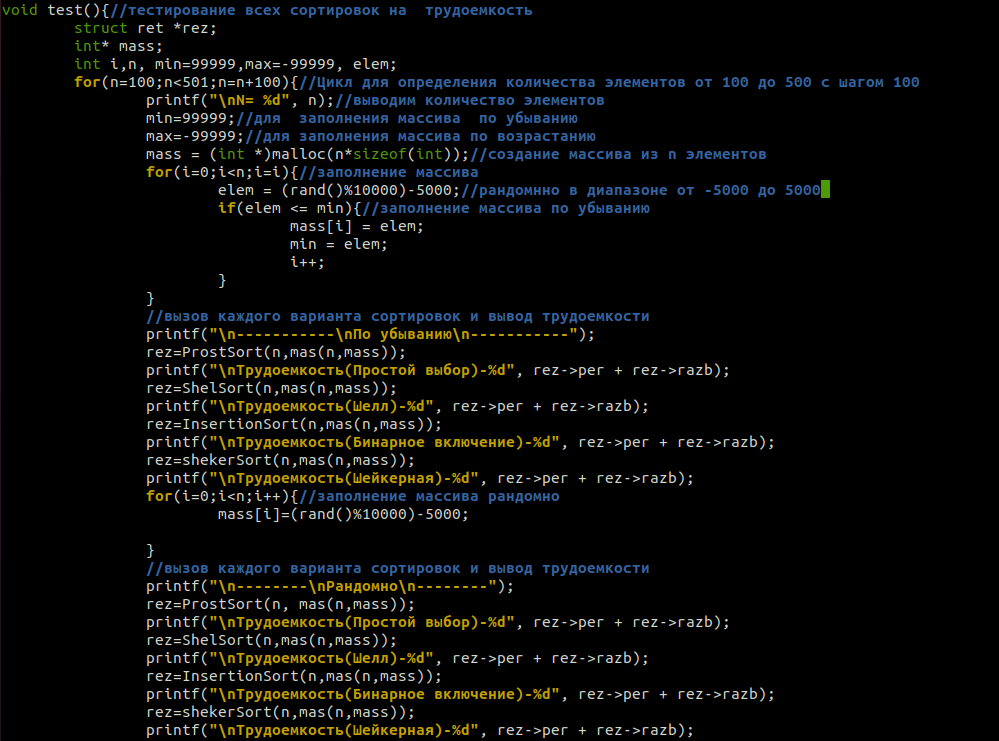 void test(){//тестирование всех сортировок на  трудоемкость
        struct ret *rez;
        int* mass;
        int i,n, min=99999,max=-99999, elem;
        for(n=100;n<501;n=n+100){//Цикл для определения количества элементов от 100 до 500 с шагом 100
                printf("\nN= %d", n);//выводим количество элементов
                min=99999;//для  заполнения массива  по убыванию
                max=-99999;//для заполнения массива по возрастанию
                mass = (int *)malloc(n*sizeof(int));//создание массива из n элементов
                for(i=0;i<n;i=i){//заполнение массива
                        elem = (rand()%10000)-5000;//рандомнно в диапазоне от -5000 до 5000
                        if(elem <= min){//заполнение массива по убыванию
                                mass[i] = elem;
                                min = elem;
                                i++;
                        }
                }
                //вызов каждого варианта сортировок и вывод трудоемкости
                printf("\n-----------\nПо убыванию\n-----------");
                rez=ProstSort(n,mas(n,mass));
                printf("\nТрудоемкость(Простой выбор)-%d", rez->per + rez->razb);
                rez=ShelSort(n,mas(n,mass));
                printf("\nТрудоемкость(Шелл)-%d", rez->per + rez->razb);
                rez=InsertionSort(n,mas(n,mass));
                printf("\nТрудоемкость(Бинарное включение)-%d", rez->per + rez->razb);
                rez=shekerSort(n,mas(n,mass));
                printf("\nТрудоемкость(Шейкерная)-%d", rez->per + rez->razb);
                for(i=0;i<n;i++){//заполнение массива рандомно
                        mass[i]=(rand()%10000)-5000;

                }
                //вызов каждого варианта сортировок и вывод трудоемкости
                printf("\n--------\nРандомно\n--------");
                rez=ProstSort(n, mas(n,mass));
                printf("\nТрудоемкость(Простой выбор)-%d", rez->per + rez->razb);
                rez=ShelSort(n,mas(n,mass));
                printf("\nТрудоемкость(Шелл)-%d", rez->per + rez->razb);
                rez=InsertionSort(n,mas(n,mass));
                printf("\nТрудоемкость(Бинарное включение)-%d", rez->per + rez->razb);
                rez=shekerSort(n,mas(n,mass));
                printf("\nТрудоемкость(Шейкерная)-%d", rez->per + rez->razb);